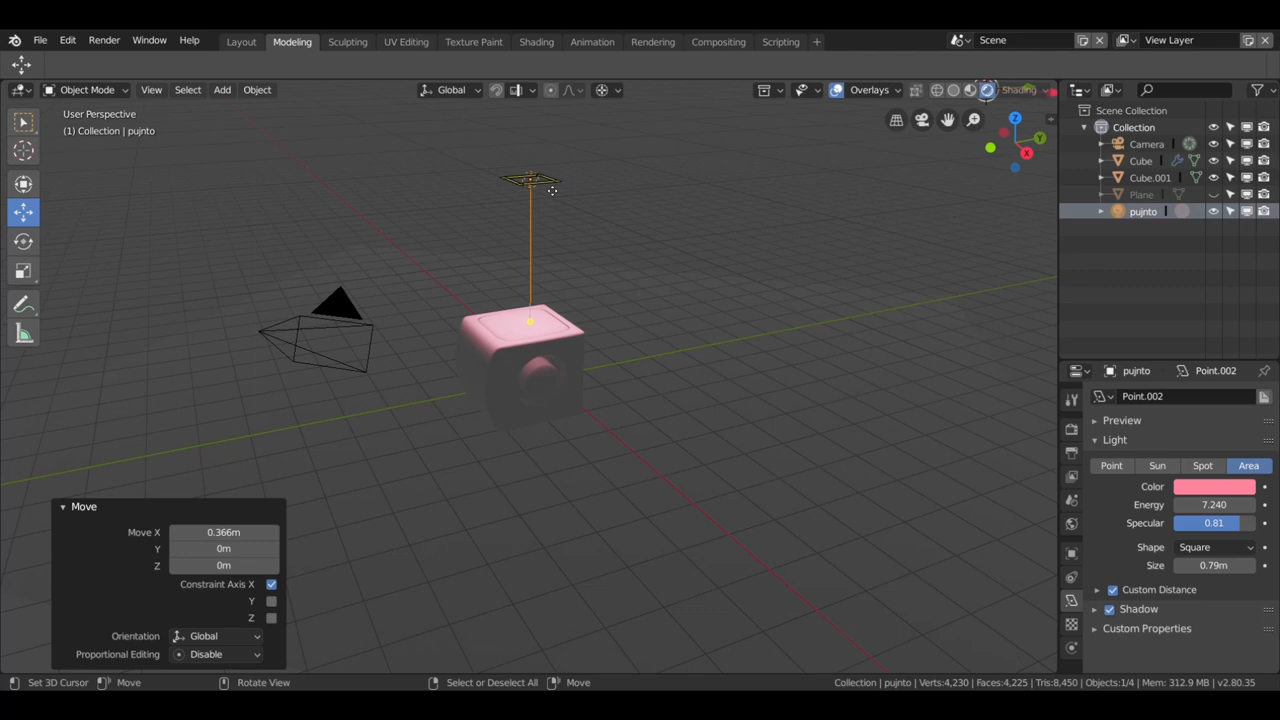 File Edit Render Window Help Layout Modeling Sculpting UV Editing Texture Paint Shading Animation Rendering Compositing Scripting + Scene View Layer
Object Mode View Select Add Object Global Overlays Shading
User Perspective
(1) Collection | pujnto
Z
Y
X
Scene Collection
Collection
Camera
Cube
Cube.001
Plane
pujnto
pujnto Point.002
Point.002
Preview
Light
Point Sun Spot Area
Color
Energy 7.240
Specular 0.81
Shape Square
Size 0.79m
Custom Distance
Shadow
Custom Properties
Move
Move X 0.366m
Y 0m
Z 0m
Constraint Axis X
Y
Z
Orientation Global
Proportional Editing Disable
Set 3D Cursor Move Rotate View Select or Deselect All Move Collection | pujnto | Verts:4,230 | Faces:4,225 | Tris:8,450 | Objects:1/4 | Mem: 312.9 MB | v2.80.35